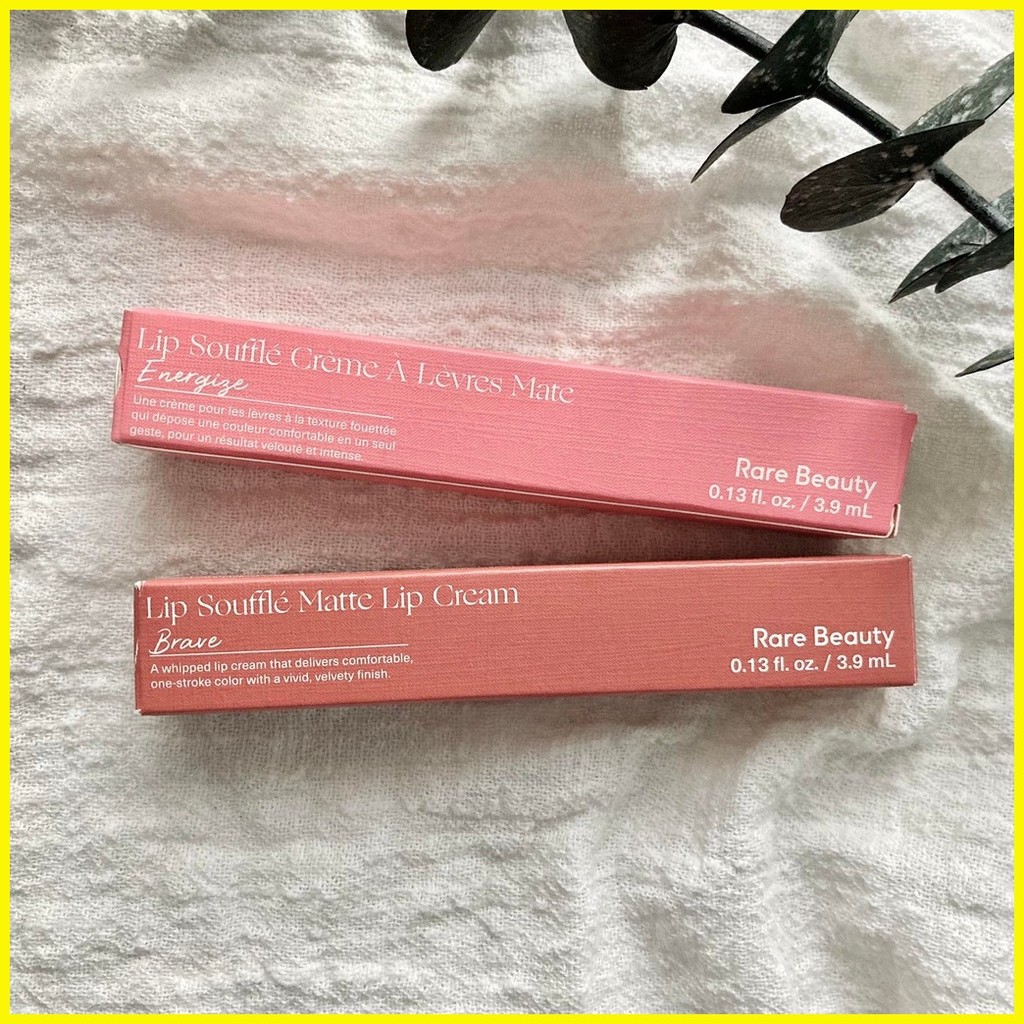 Lip Soufflé Crème À Lèvres Mate
Energize
Une crème pour les lèvres à la texture fouettée
qui dépose une couleur confortable en un seul
geste, pour un résultat velouté et intense.
Rare Beauty
0.13 fl. oz. / 3.9 mL
Lip Soufflé Matte Lip Cream
Brave
A whipped lip cream that delivers comfortable,
one-stroke color with a vivid, velvety finish.
Rare Beauty
0.13 fl. oz. / 3.9 mL